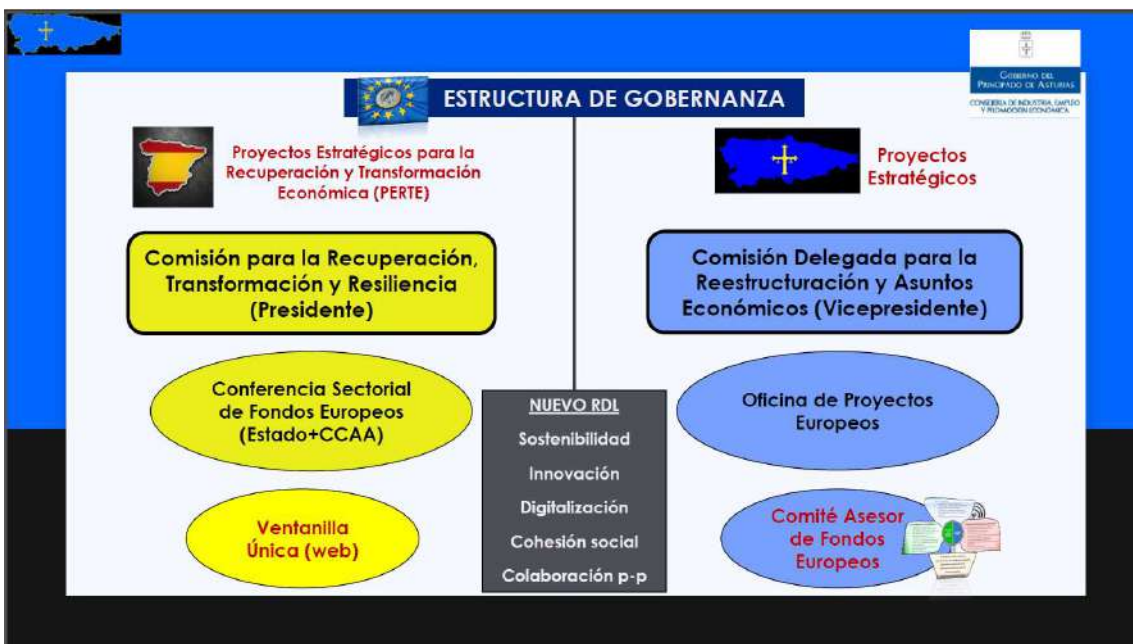 GOBIERNO DEL
PRINCIPADO DE ASTURIAS
CONSEJERÍA DE INDUSTRIA, EMPLEO
Y PROMOCIÓN ECONÓMICA
ESTRUCTURA DE GOBERNANZA
Proyectos Estratégicos para la
Recuperación y Transformación
Económica (PERTE)
Comisión para la Recuperación,
Transformación y Resiliencia
(Presidente)
Conferencia Sectorial
de Fondos Europeos
(Estado+CCAA)
Ventanilla
Única (web)
NUEVO RDL
Sostenibilidad
Innovación
Digitalización
Cohesión social
Colaboración p-p
Proyectos
Estratégicos
Comisión Delegada para la
Reestructuración y Asuntos
Económicos (Vicepresidente)
Oficina de Proyectos
Europeos
Comité Asesor
de Fondos
Europeos